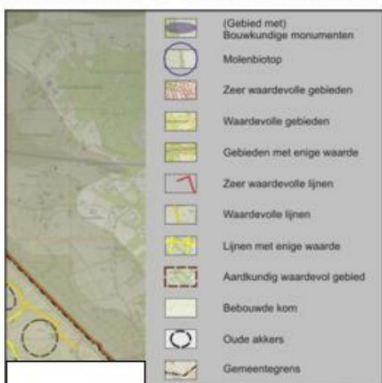 (Gebied met)
Bouwkundige monumenten
Molenbiotop
Zeer waardevolle gebieden
Waardevolle gebieden
Gebieden met enige waarde
Zeer waardevolle lijnen
Waardevolle lijnen
Lijnen met enige waarde
Aardkundig waardevol gebied
Bebouwde kom
Oude akkers
Gemeentegrens